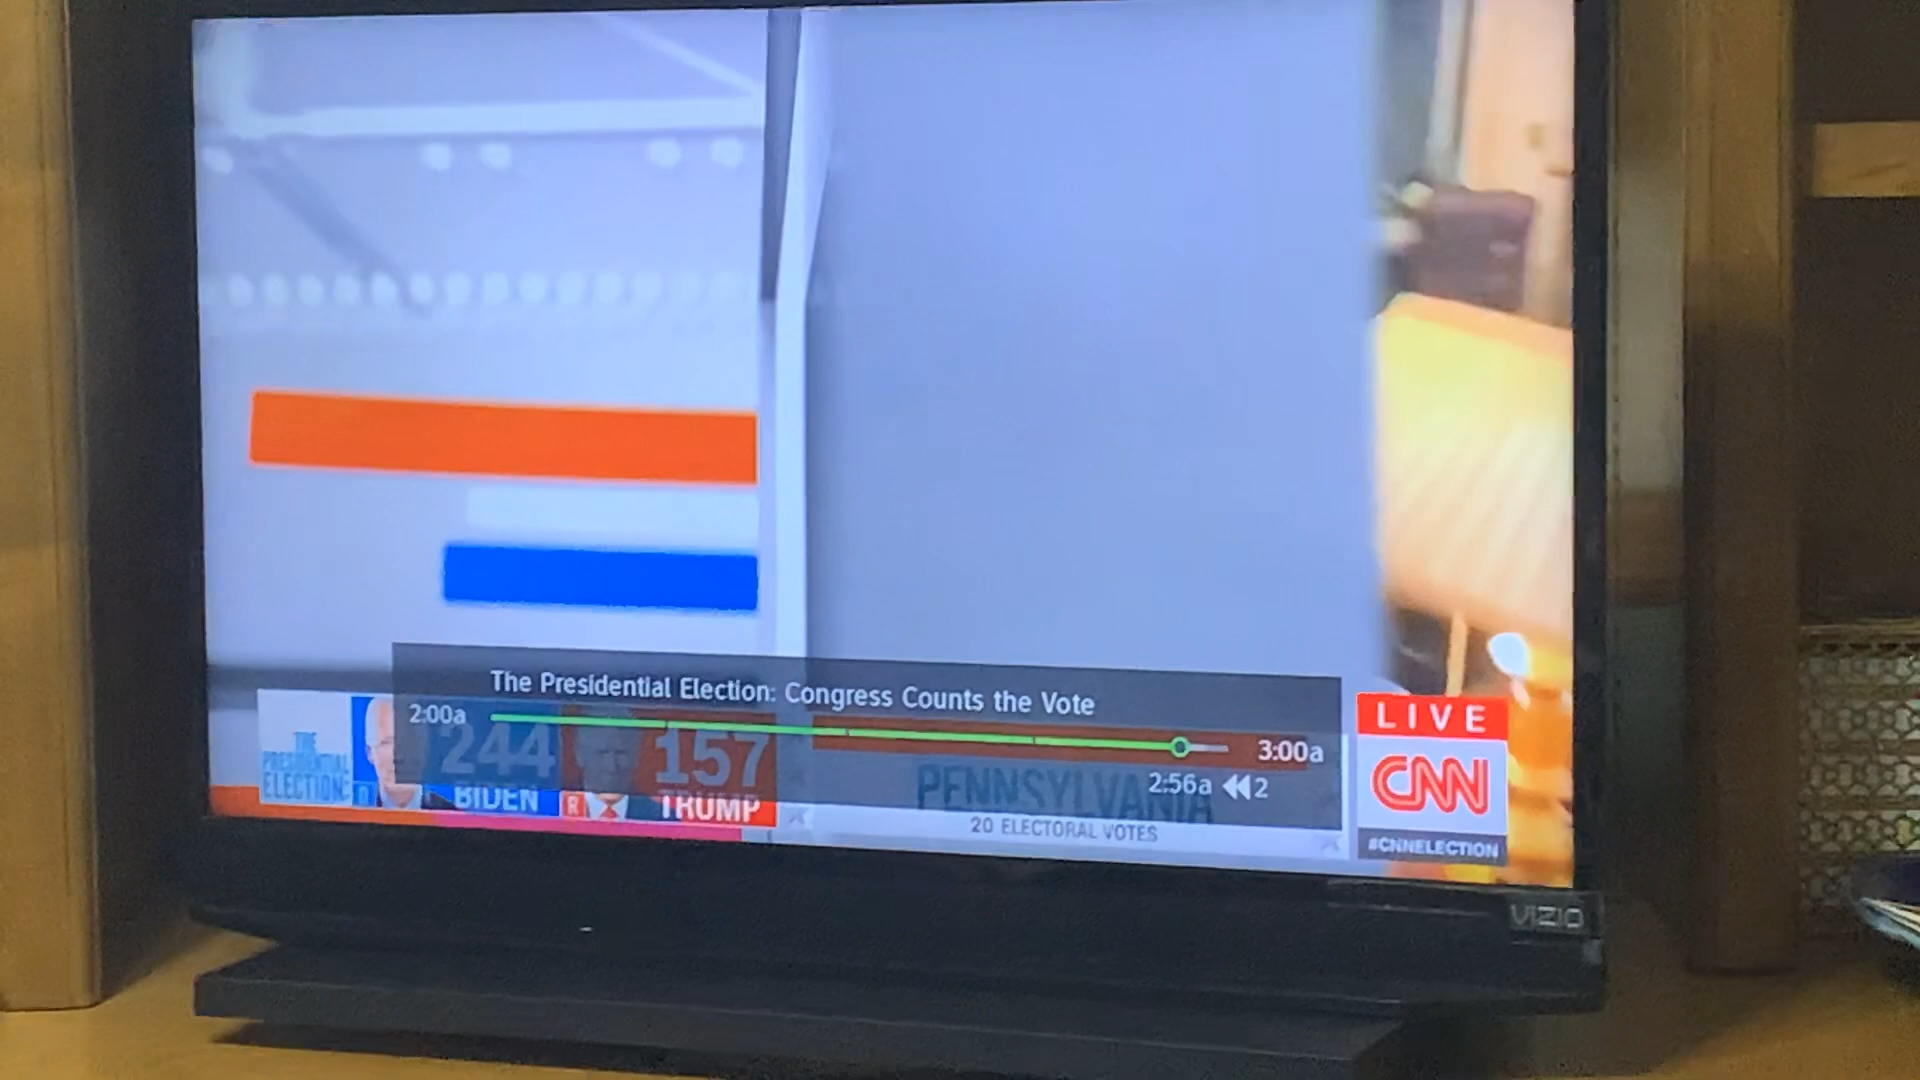 The Presidential Election: Congress Counts the Vote
2:00a
3:00a
2:56a
2
THE
PRESIDENTIAL
ELECTION:
244
BIDEN
R
157
TRUMP
PENNSYLVANIA
20 ELECTORAL VOTES
LIVE
CNN
#CNNELECTION
VIZIO